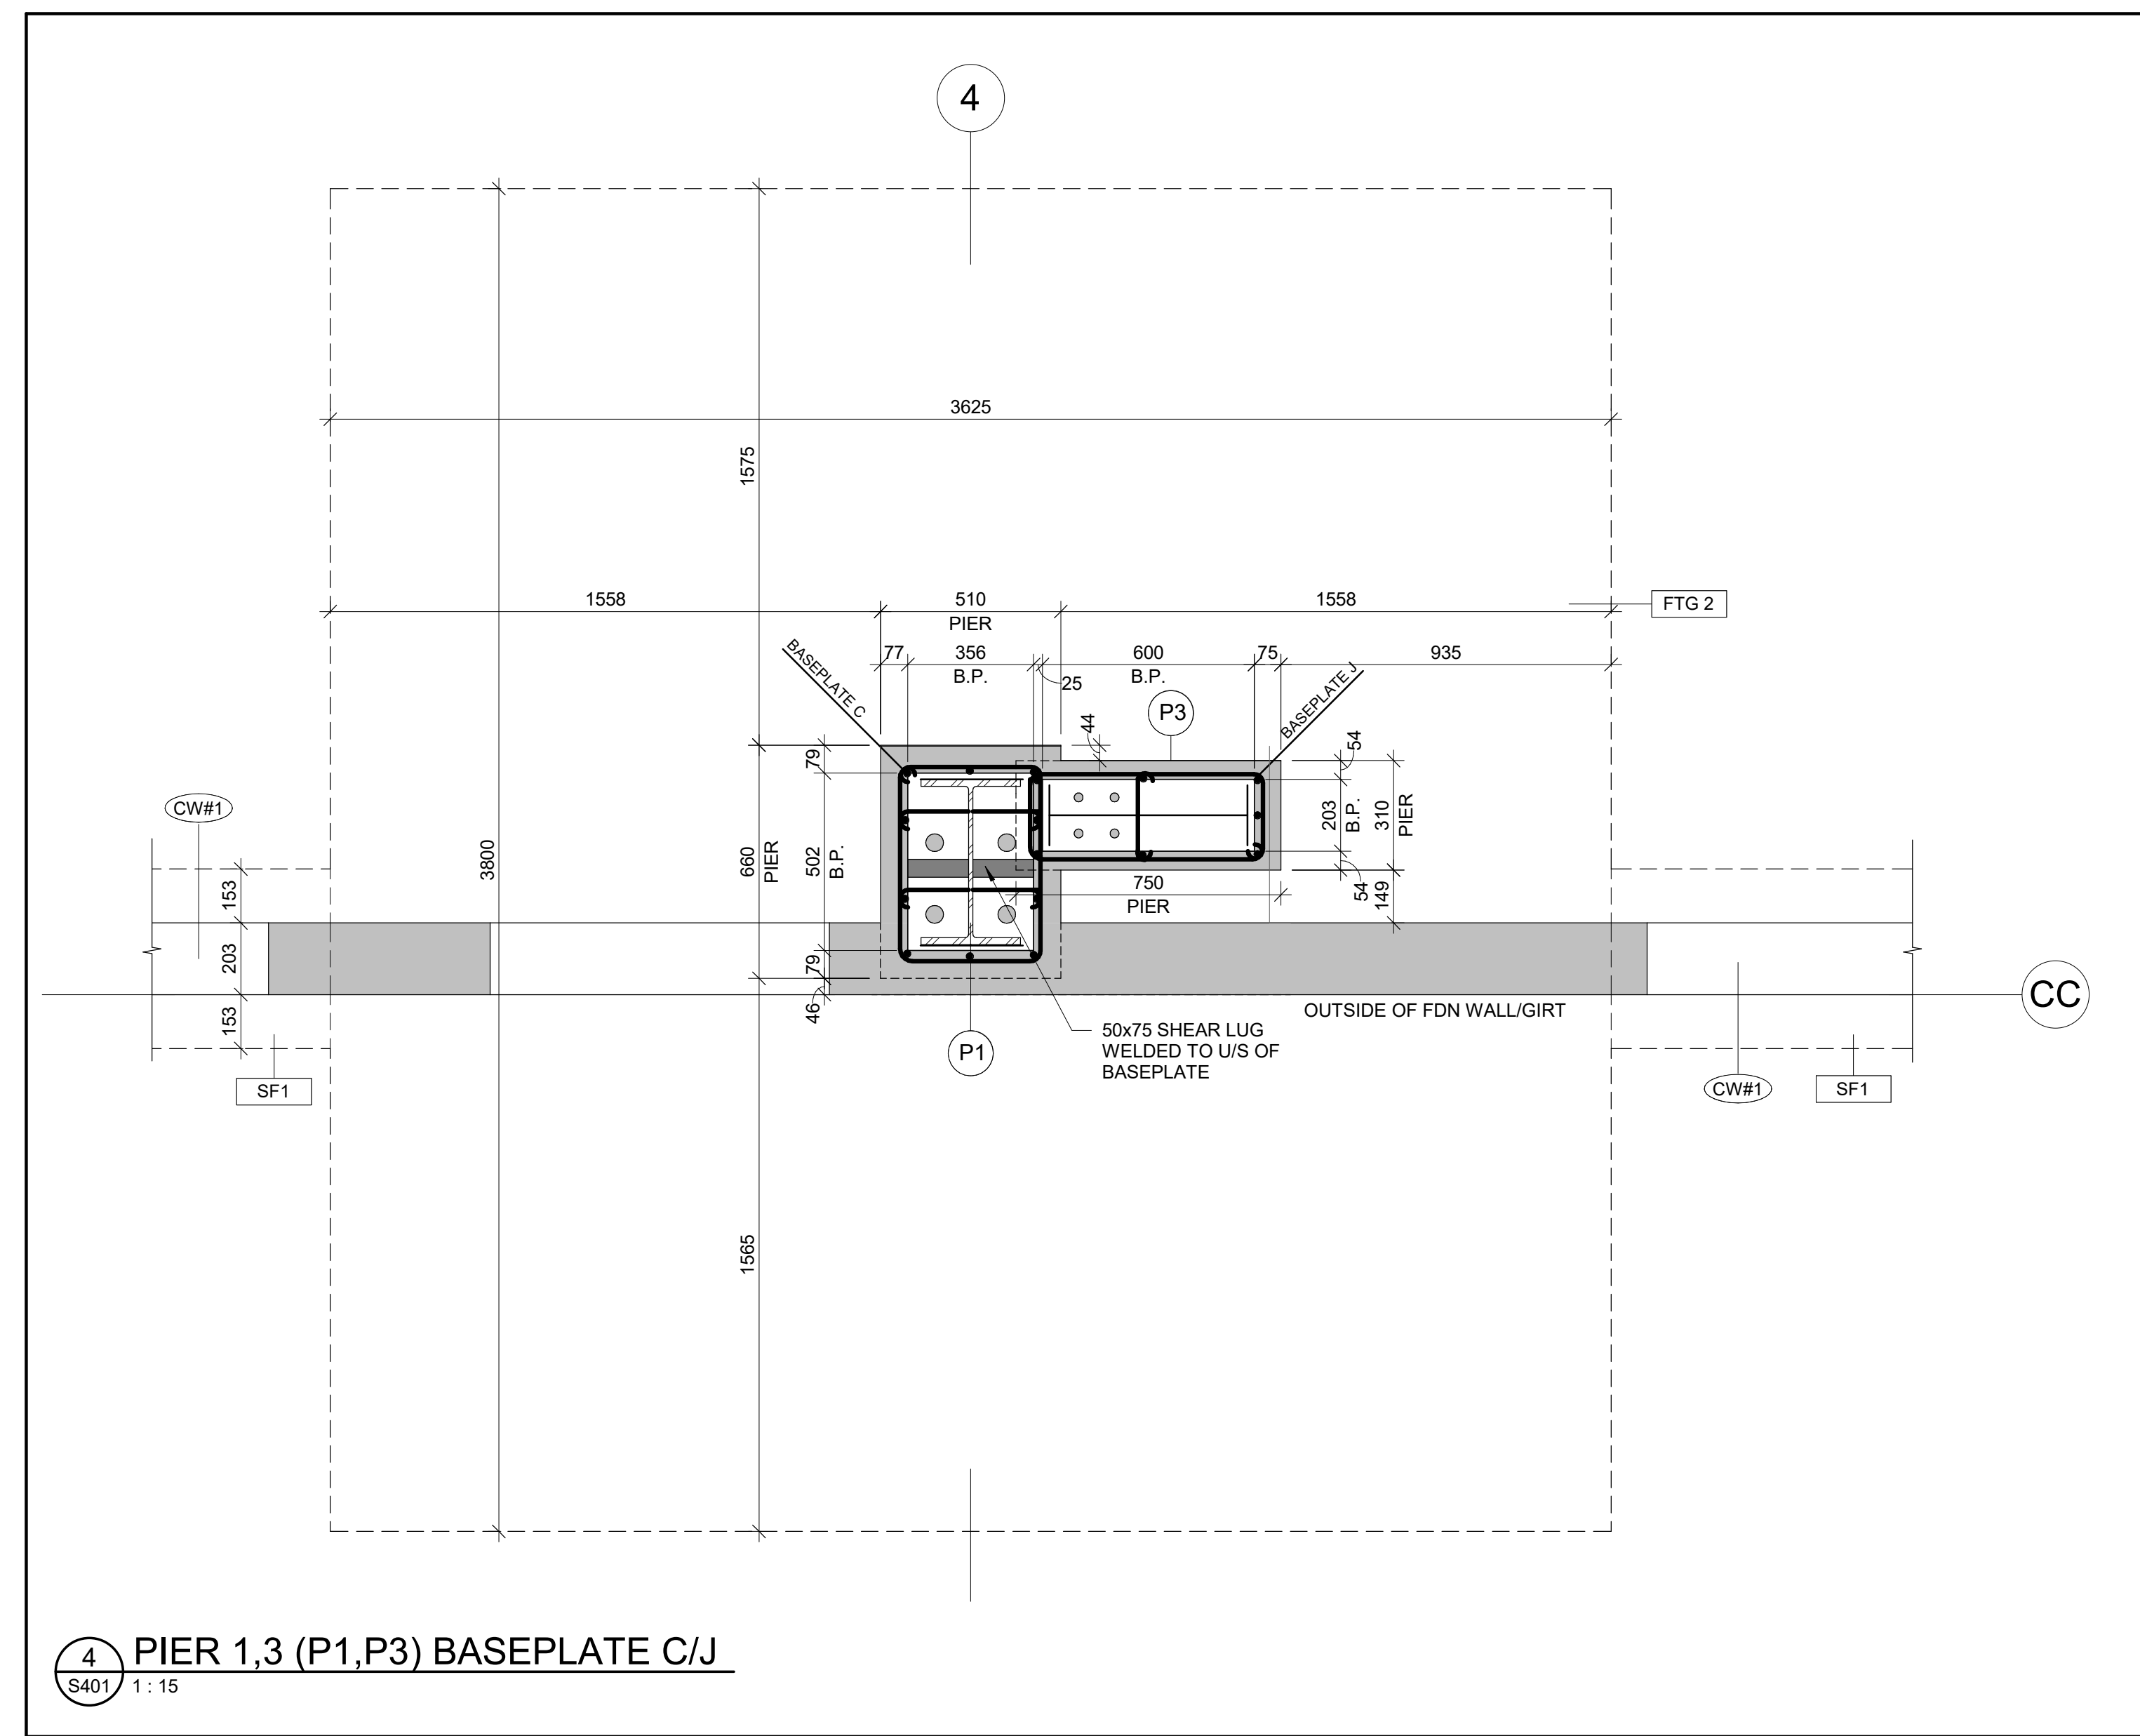 4
3625
1575
1558
510
PIER
1558
FTG 2
77
356
B.P.
600
B.P.
75
935
25
BASEPLATE C
BASEPLATE J
P3
44
54
79
CW#1
203
B.P.
310
PIER
3800
660
PIER
502
B.P.
153
750
PIER
54
149
203
79
46
153
CC
OUTSIDE OF FDN WALL/GIRT
50x75 SHEAR LUG
WELDED TO U/S OF
BASEPLATE
P1
SF1
CW#1
SF1
1565
4
S401
PIER 1,3 (P1,P3) BASEPLATE C/J
1 : 15